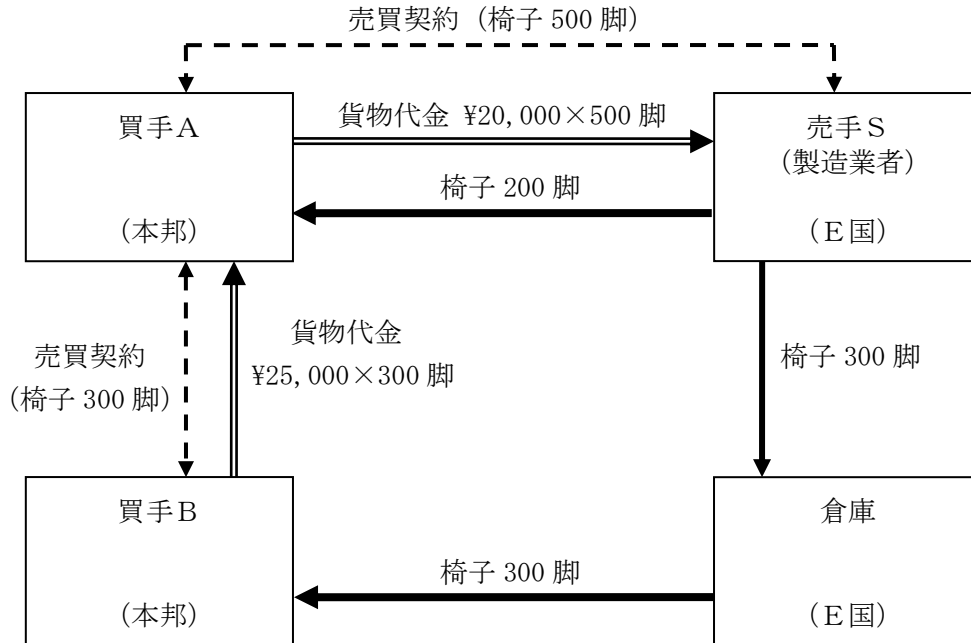 売買契約（椅子 500 脚）
買手Ａ
（本邦）
貨物代金 ¥20,000×500 脚
椅子 200 脚
売手Ｓ
（製造業者）
（Ｅ国）
売買契約
（椅子 300 脚）
貨物代金
¥25,000×300 脚
椅子 300 脚
買手Ｂ
（本邦）
椅子 300 脚
倉庫
（Ｅ国）